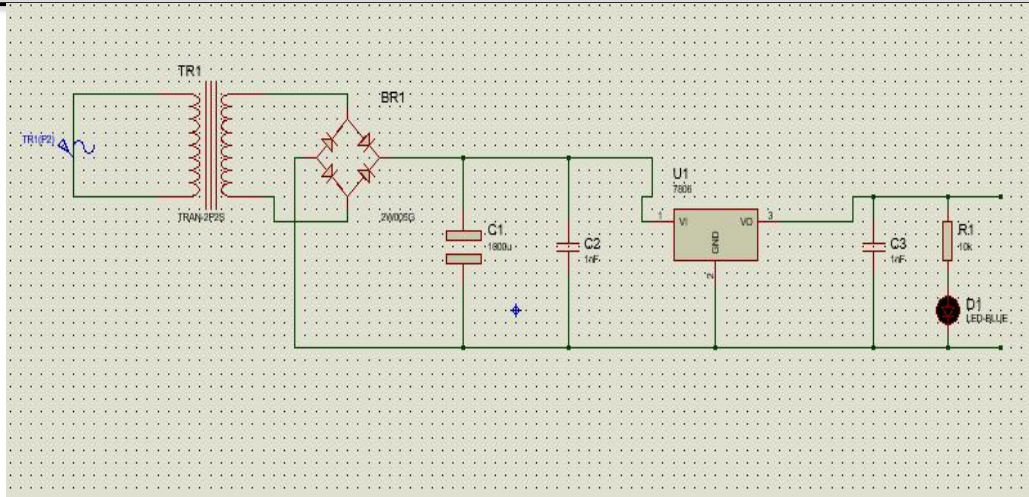 TR1
TR1(P2)
TRAN-2P2S
BR1
2W005G
C1
1800u
C2
1nF
U1
7806
1
VI
VO
3
GND
2
C3
1nF
R1
10k
D1
LED-BLUE